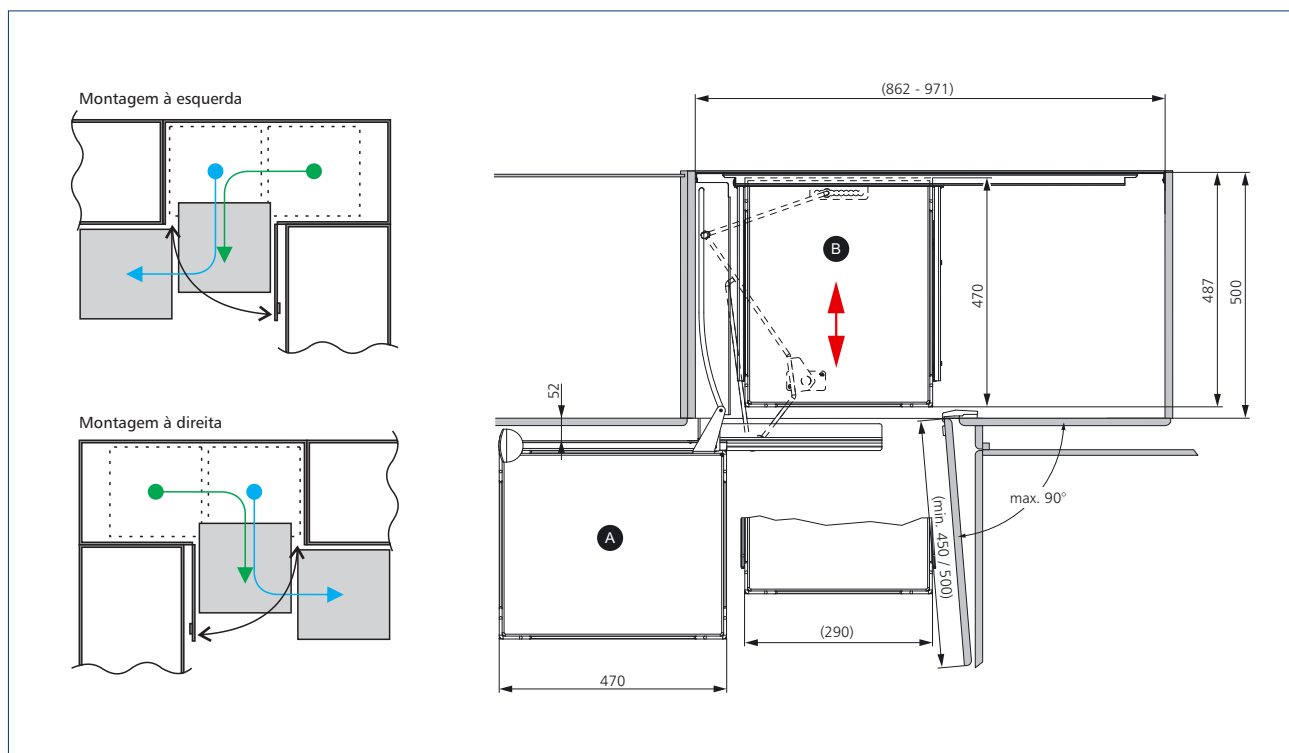 Montagem à esquerda
Montagem à direita
(862 - 971)
B
470
487
500
52
A
max. 90°
(min. 450 / 500)
(290)
470